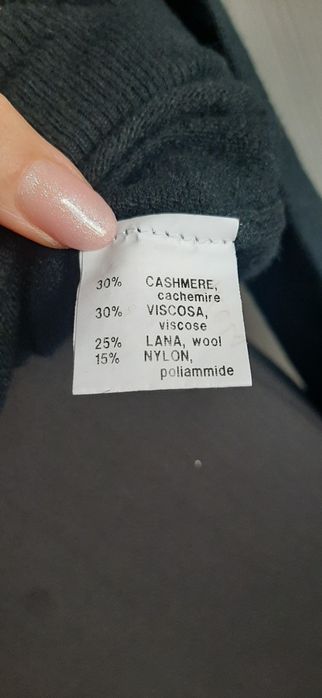 30% CASHMERE,
cachemire
30% VISCOSA,
viscose
25% LANA, wool
15% NYLON,
poliammide